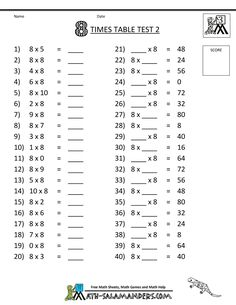 Name
Date
8 TIMES TABLE TEST 2
SCORE
1) 8 x 5 = ____
2) 8 x 8 = ____
3) 4 x 8 = ____
4) 6 x 8 = ____
5) 8 x 10 = ____
6) 2 x 8 = ____
7) 9 x 8 = ____
8) 8 x 7 = ____
9) 3 x 8 = ____
10) 1 x 8 = ____
11) 8 x 0 = ____
12) 8 x 9 = ____
13) 5 x 8 = ____
14) 10 x 8 = ____
15) 8 x 2 = ____
16) 8 x 6 = ____
17) 8 x 4 = ____
18) 7 x 8 = ____
19) 0 x 8 = ____
20) 8 x 3 = ____
21) ____ x 8 = 48
22) 8 x ____ = 24
23) ____ x 8 = 16
24) ____ x 8 = 0
25) ____ x 8 = 72
26) 8 x ____ = 32
27) 8 x ____ = 80
28) 8 x ____ = 8
29) 8 x ____ = 40
30) 8 x ____ = 16
31) 8 x ____ = 64
32) ____ x 8 = 72
33) ____ x 8 = 56
34) ____ x 8 = 32
35) ____ x 8 = 80
36) 8 x ____ = 56
37) 8 x ____ = 24
38) ____ x 8 = 8
39) 8 x ____ = 64
40) 8 x ____ = 40
Free Math Sheets, Math Games and Math Help
MATH-SALAMANDERS.COM